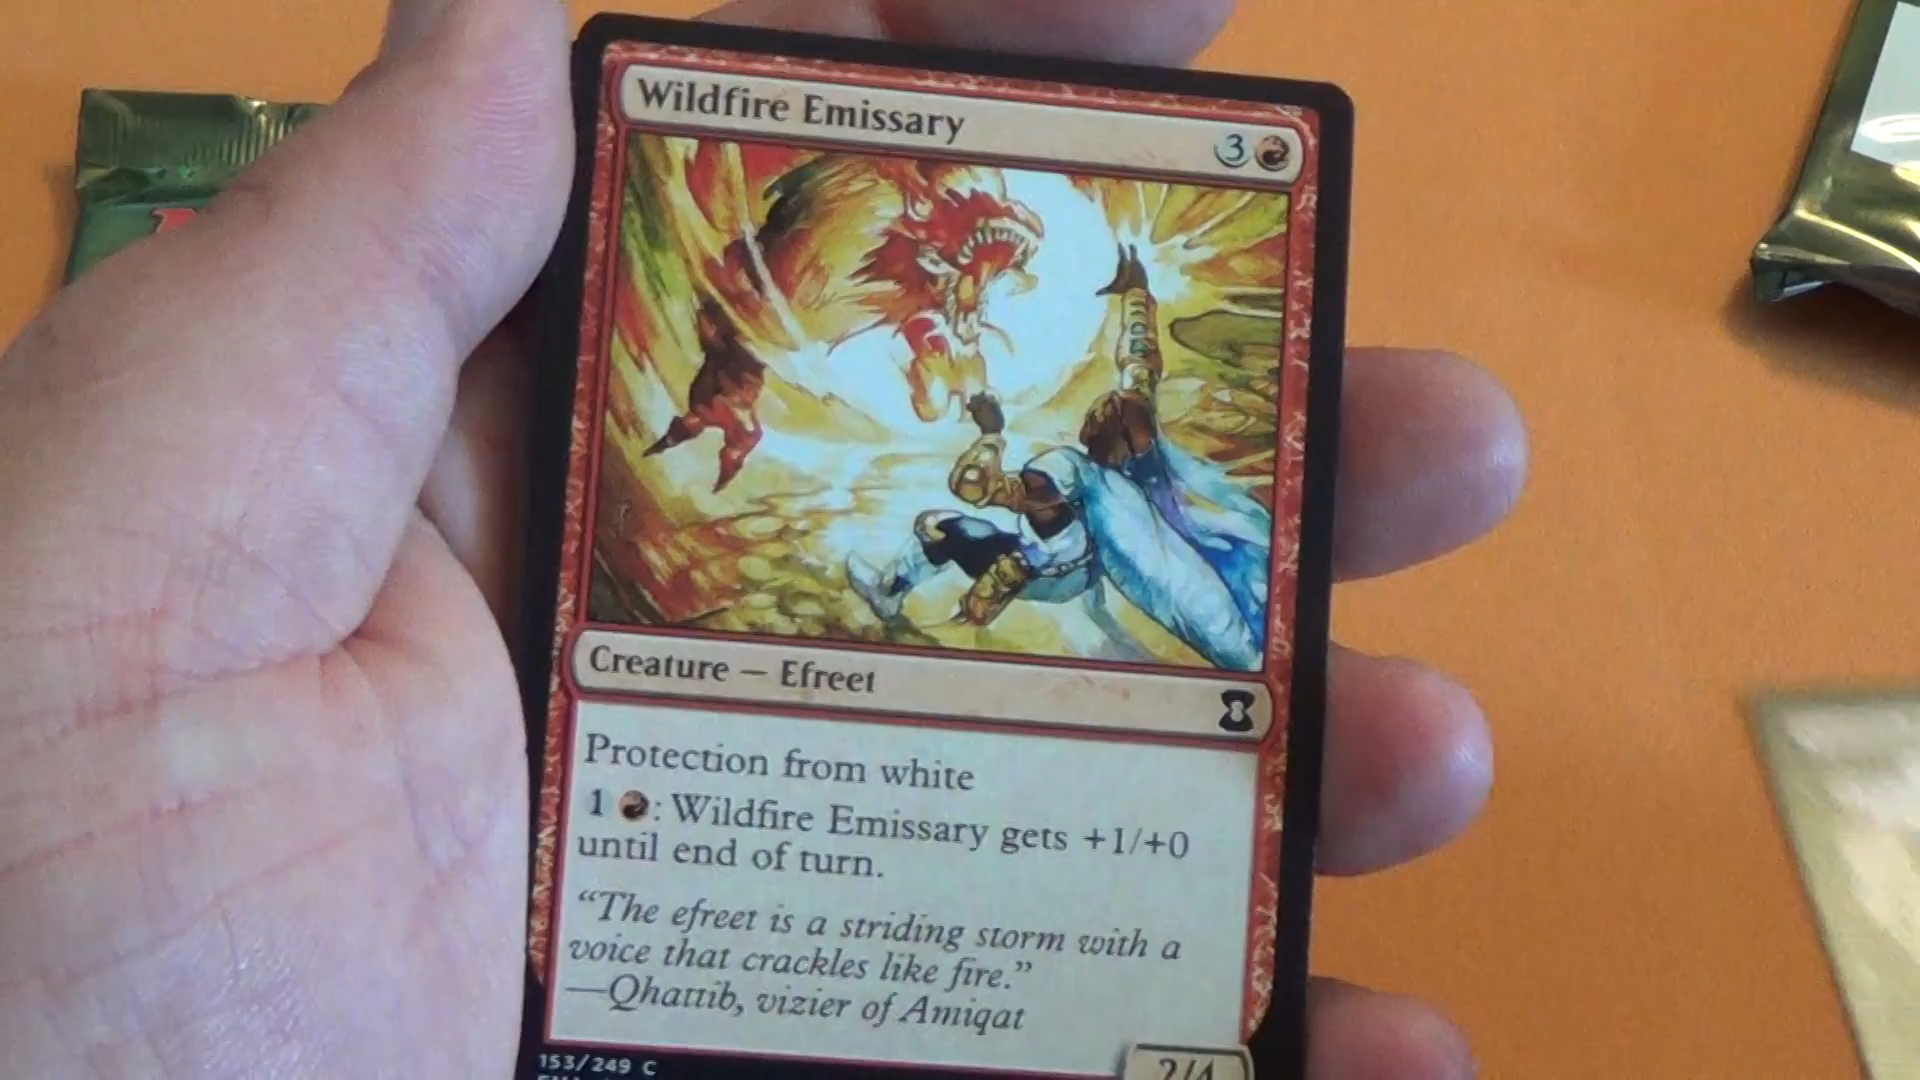 Wildfire Emissary
3
Creature — Efreet
Protection from white
1 : Wildfire Emissary gets +1/+0
until end of turn.
“The efreet is a striding storm with a
voice that crackles like fire.”
—Qhattib, vizier of Amiqat
153/249 C
2/4